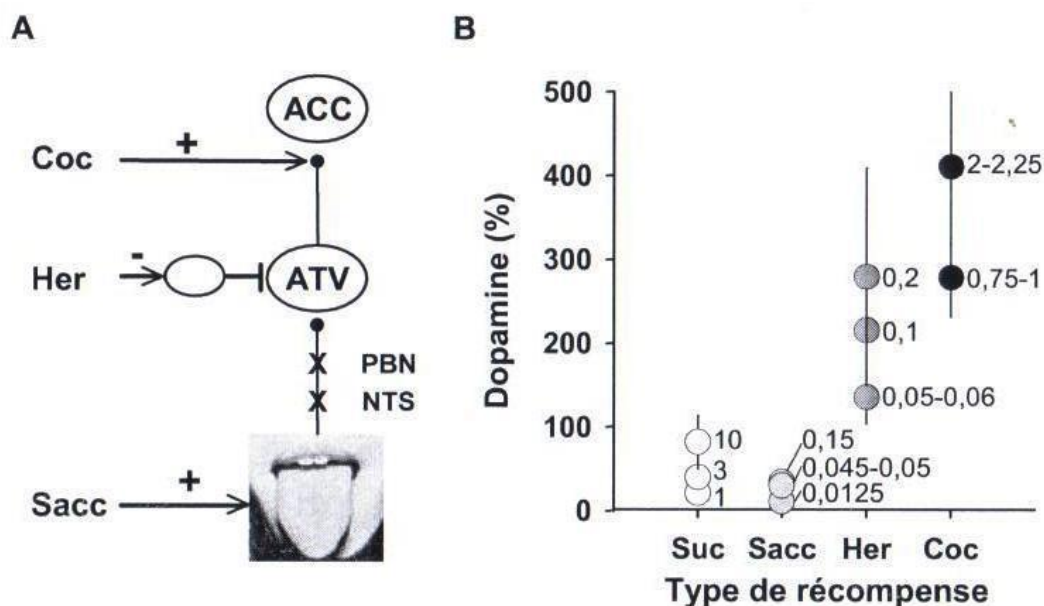 A
ACC
Coc
+
Her
-
ATV
X PBN
X NTS
Sacc
+
B
Dopamine (%)
500
400
300
200
100
0
10
3
1
0,15
0,045-0,05
0,0125
0,2
0,1
0,05-0,06
2-2,25
0,75-1
Suc Sacc Her Coc
Type de récompense